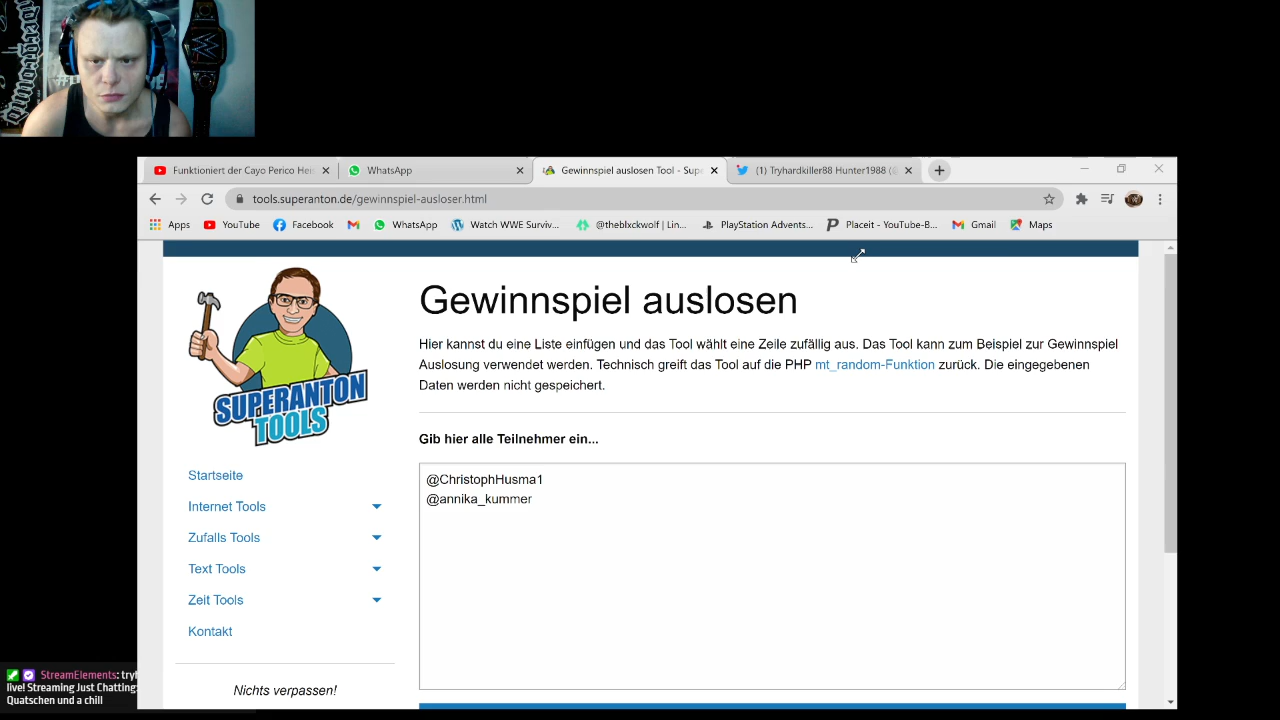 Funktioniert der Cayo Perico Hei
WhatsApp
Gewinnspiel auslosen Tool - Supe
(1) Tryhardkiller88 Hunter1988 (
tools.superanton.de/gewinnspiel-ausloser.html
Apps
YouTube
Facebook
WhatsApp
Watch WWE Surviv...
@theblxckwolf | Lin...
PlayStation Advents...
Placeit - YouTube-B...
Gmail
Maps
SUPERANTON
TOOLS
Gewinnspiel auslosen
Hier kannst du eine Liste einfügen und das Tool wählt eine Zeile zufällig aus. Das Tool kann zum Beispiel zur Gewinnspiel
Auslosung verwendet werden. Technisch greift das Tool auf die PHP mt_random-Funktion zurück. Die eingegebenen
Daten werden nicht gespeichert.
Gib hier alle Teilnehmer ein...
@ChristophHusma1
@annika_kummer
Startseite
Internet Tools
Zufalls Tools
Text Tools
Zeit Tools
Kontakt
Nichts verpassen!
StreamElements: tryh
live! Streaming Just Chatting:
Quatschen und a chill